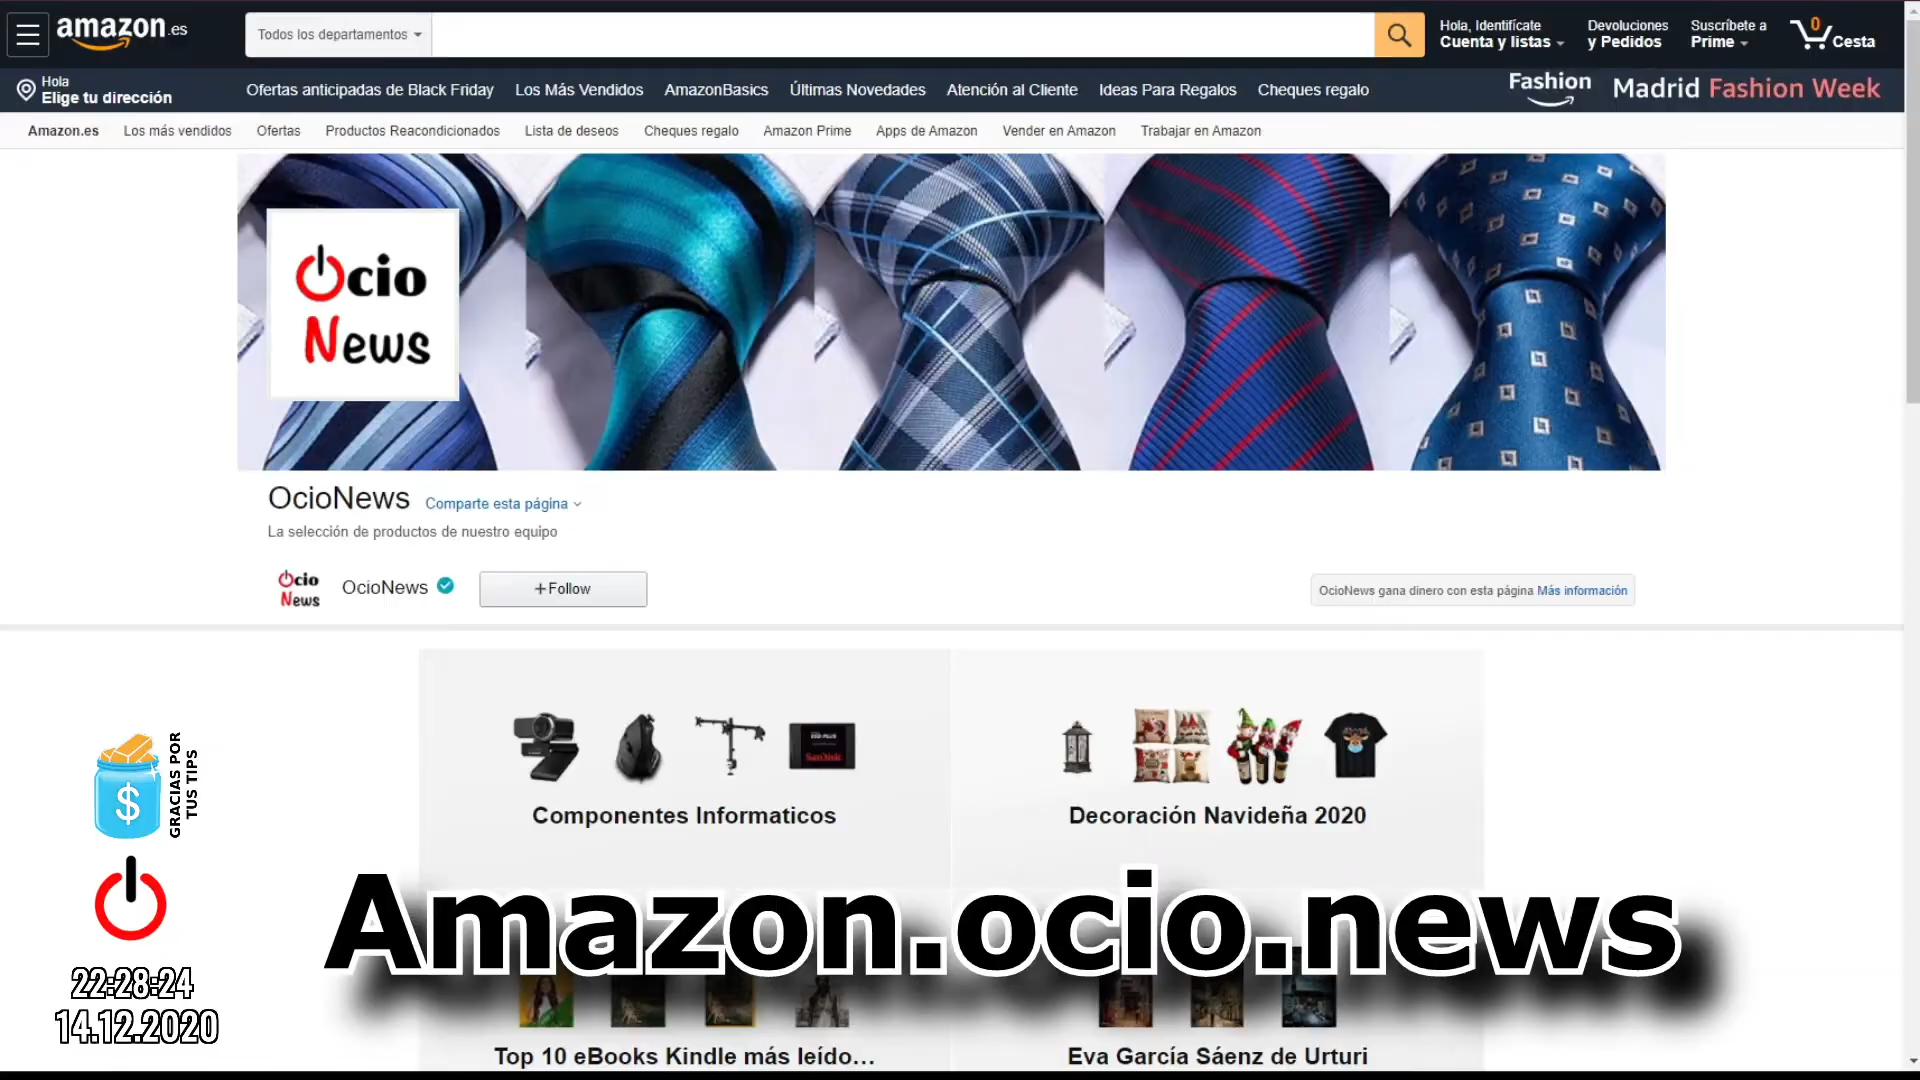 amazon.es
Todos los departamentos
Hola, Identifícate
Cuenta y listas
Devoluciones
y Pedidos
Suscríbete a
Prime
0
Cesta
Hola
Elige tu dirección
Ofertas anticipadas de Black Friday
Los Más Vendidos
AmazonBasics
Últimas Novedades
Atención al Cliente
Ideas Para Regalos
Cheques regalo
Fashion
Madrid Fashion Week
Amazon.es
Los más vendidos
Ofertas
Productos Reacondicionados
Lista de deseos
Cheques regalo
Amazon Prime
Apps de Amazon
Vender en Amazon
Trabajar en Amazon
Ocio
News
OcioNews
Comparte esta página
La selección de productos de nuestro equipo
Ocio
News
OcioNews
+Follow
OcioNews gana dinero con esta página Más información
SanDisk
Componentes Informaticos
Decoración Navideña 2020
$
GRACIAS POR
TUS TIPS
Amazon.ocio.news
22:28:24
14.12.2020
Top 10 eBooks Kindle más leído...
Eva García Sáenz de Urturi